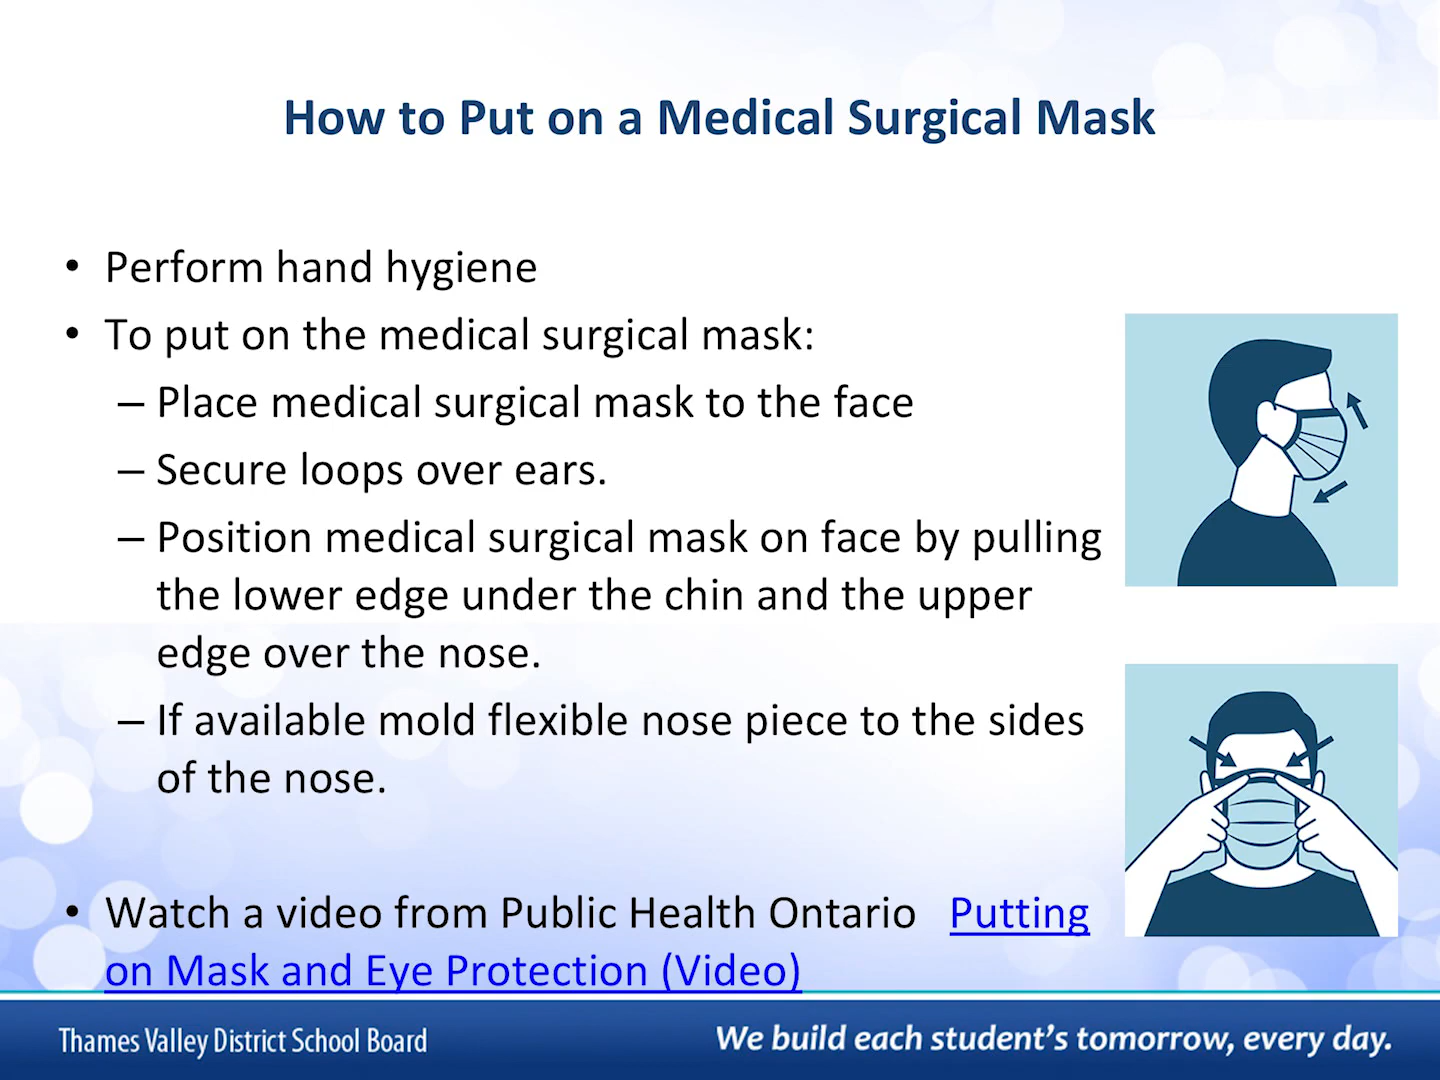 How to Put on a Medical Surgical Mask
• Perform hand hygiene
• To put on the medical surgical mask:
– Place medical surgical mask to the face
– Secure loops over ears.
– Position medical surgical mask on face by pulling
the lower edge under the chin and the upper
edge over the nose.
– If available mold flexible nose piece to the sides
of the nose.
• Watch a video from Public Health Ontario Putting
on Mask and Eye Protection (Video)
Thames Valley District School Board
We build each student's tomorrow, every day.